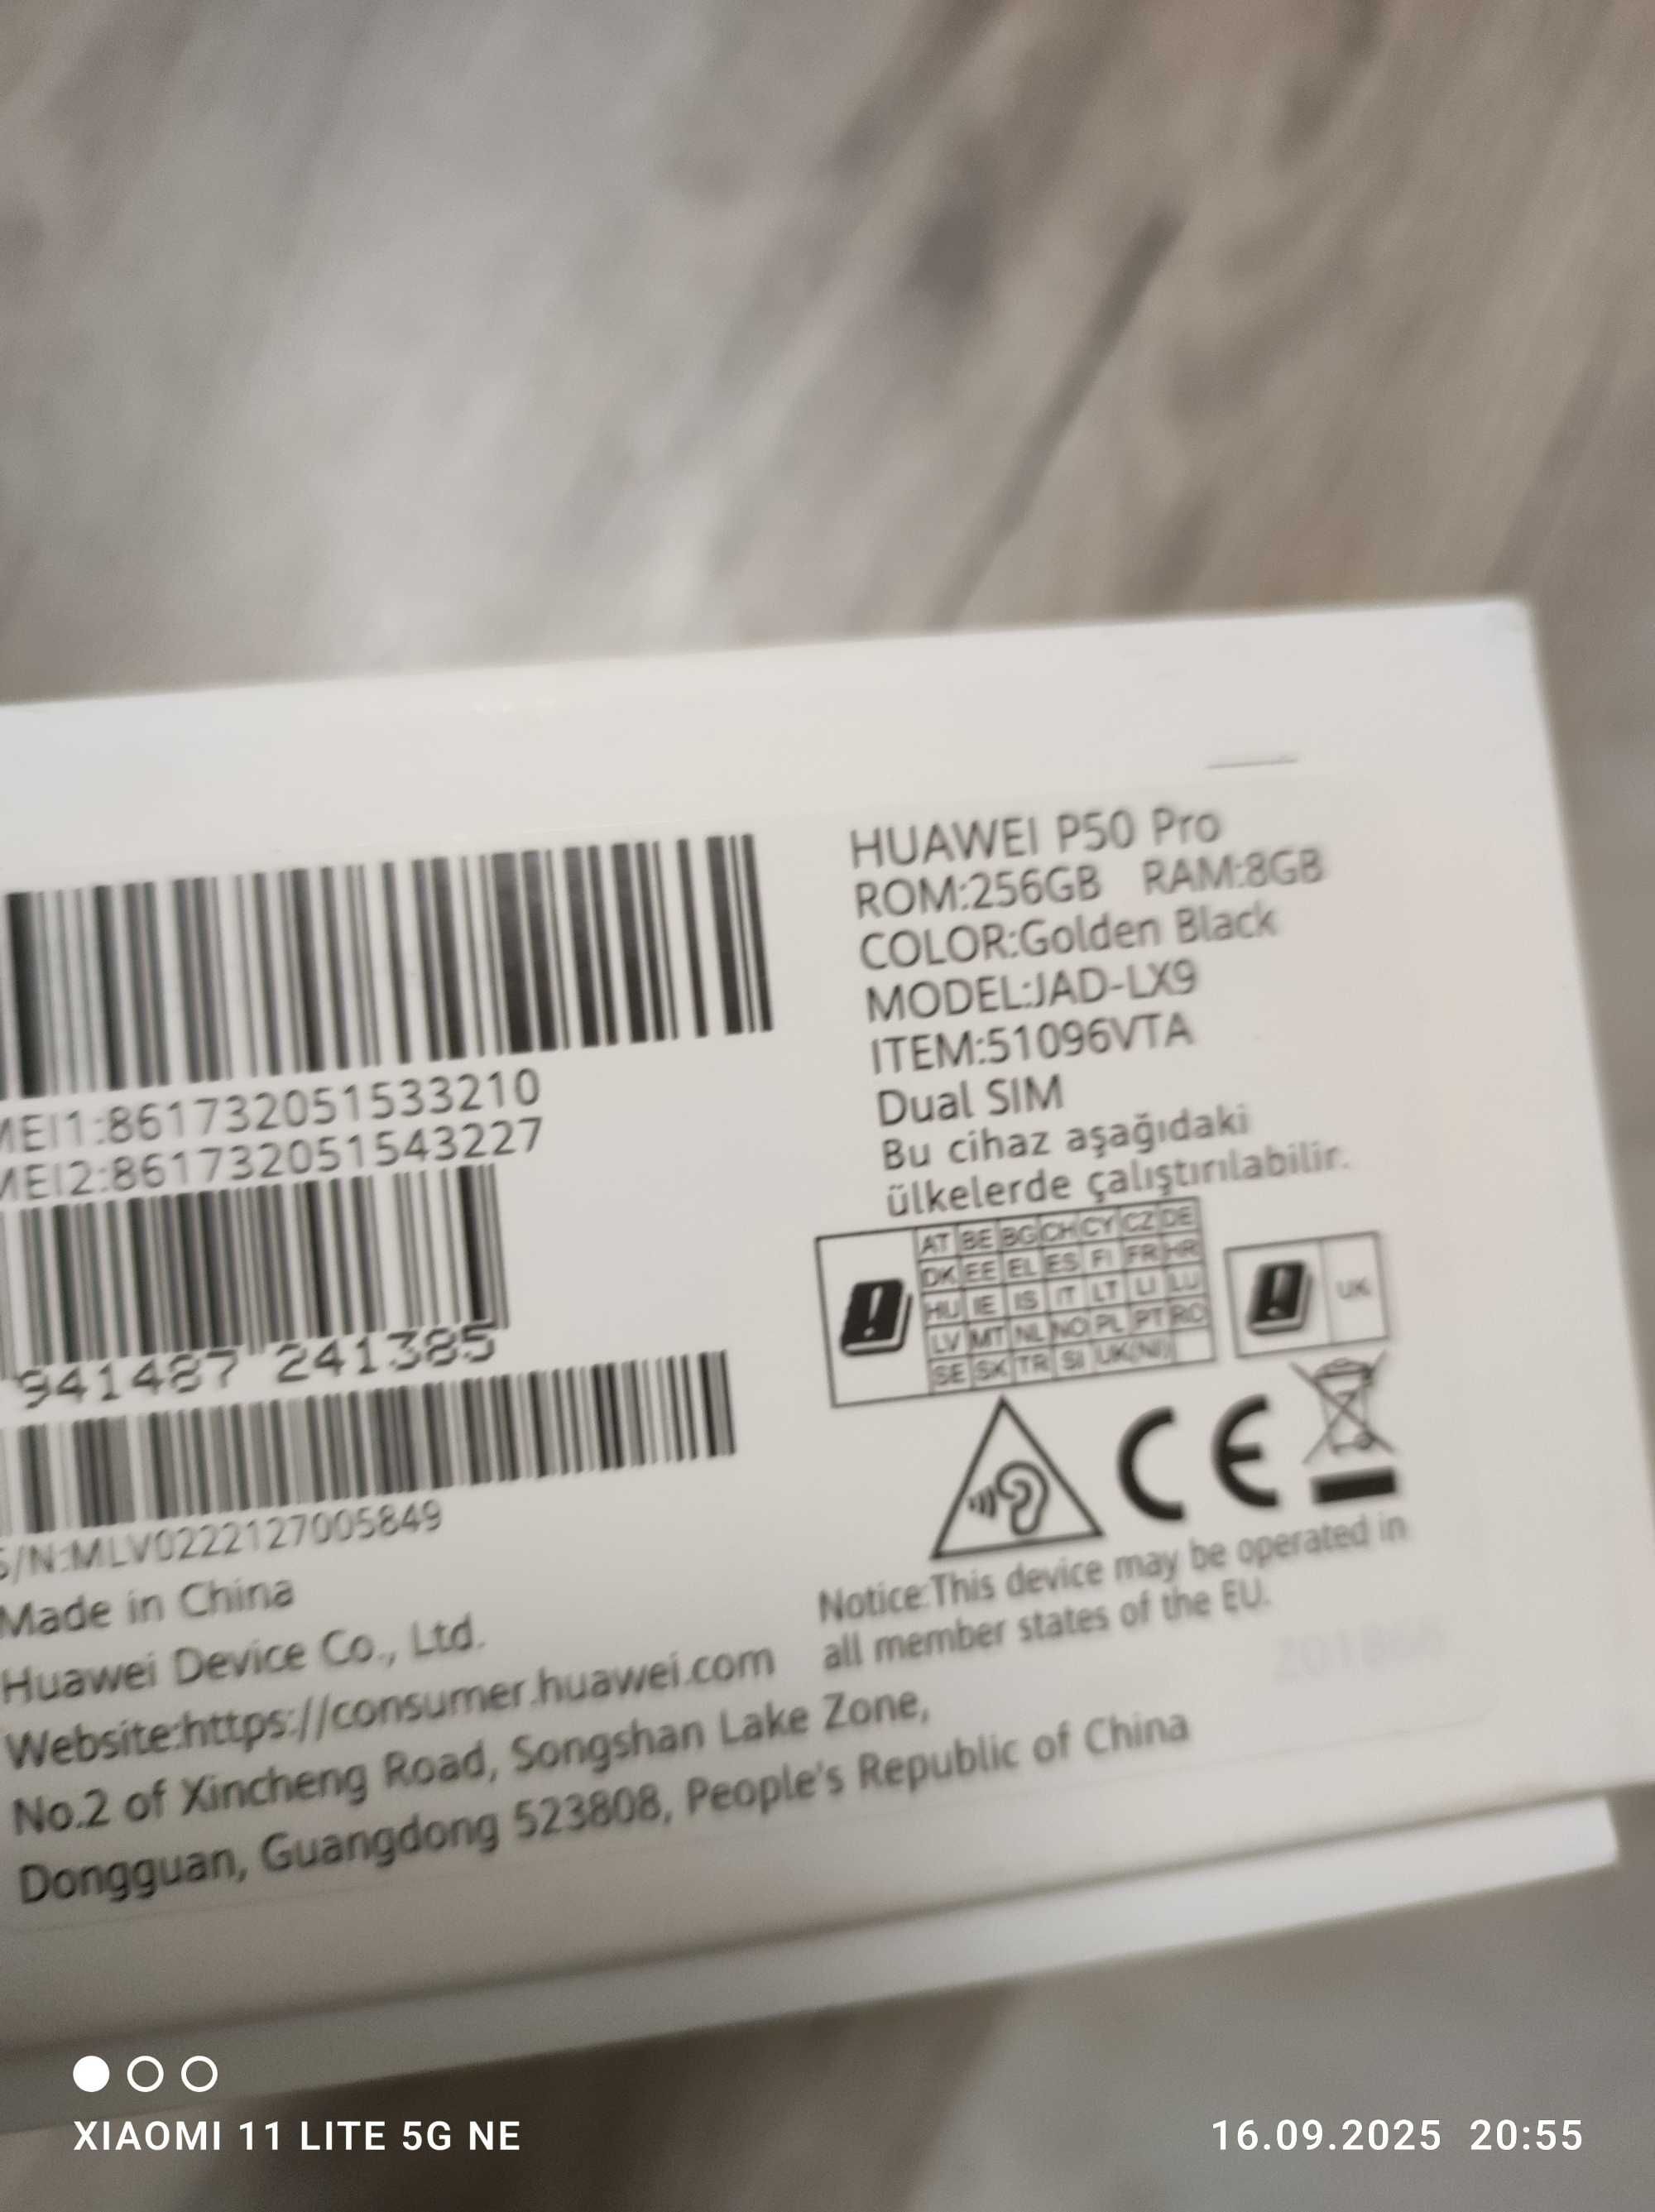 MEI1:861732051533210
MEI2:861732051543227
941487 241385
S/N:MLV0222127005849
Made in China
Huawei Device Co., Ltd.
Website:https://consumer.huawei.com
No.2 of Xincheng Road, Songshan Lake Zone,
Dongguan, Guangdong 523808, People's Republic of China
HUAWEI P50 Pro
ROM:256GB RAM:8GB
COLOR:Golden Black
MODEL:JAD-LX9
ITEM:51096VTA
Dual SIM
Bu cihaz aşağıdaki
ülkelerde çalıştırılabilir.
AT BE BG CH CY CZ DE
DK EE EL ES FI FR HR
HU IE IS IT LT LI LU
LV MT NL NO PL PT RO
SE SK TR SI UK(NI)
UK
CE
Notice:This device may be operated in
all member states of the EU.
XIAOMI 11 LITE 5G NE
16.09.2025 20:55